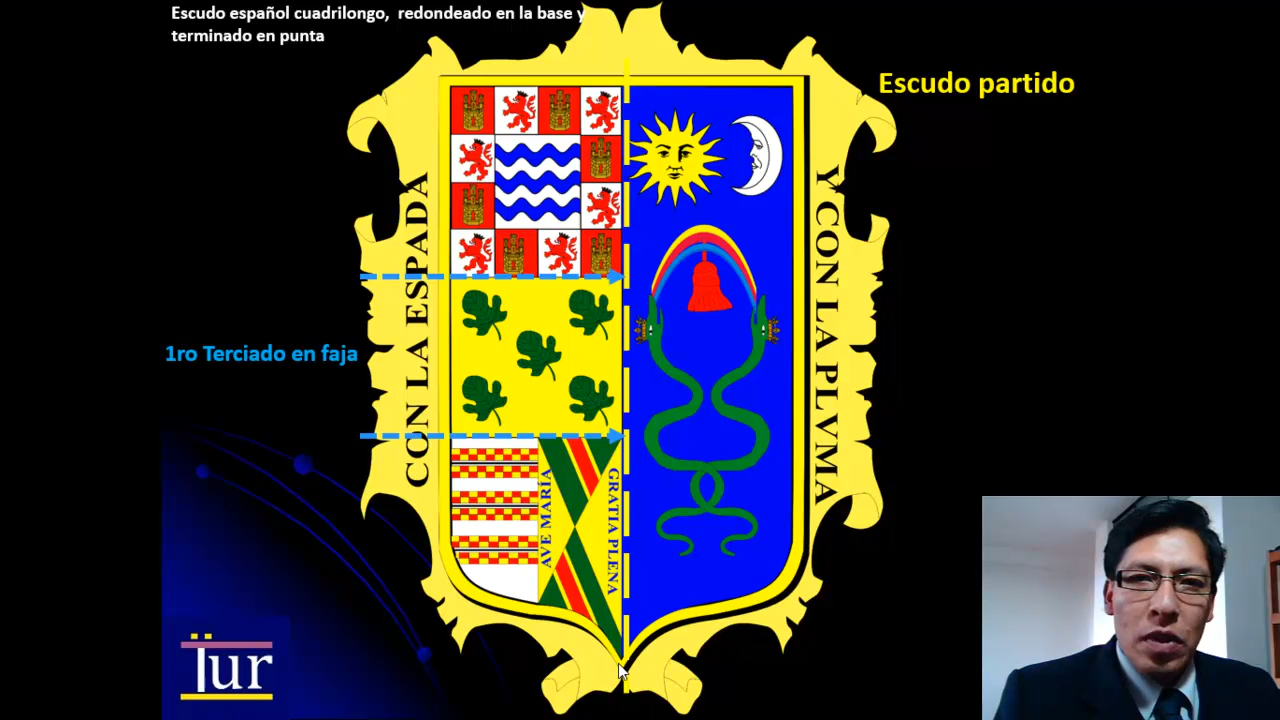 Escudo español cuadrilongo,  redondeado en la base y
terminado en punta
Escudo partido
1ro Terciado en faja
CON LA ESPADA
Y CON LA PLVMA
AVE MARÍA
GRATIA PLENA
ïur